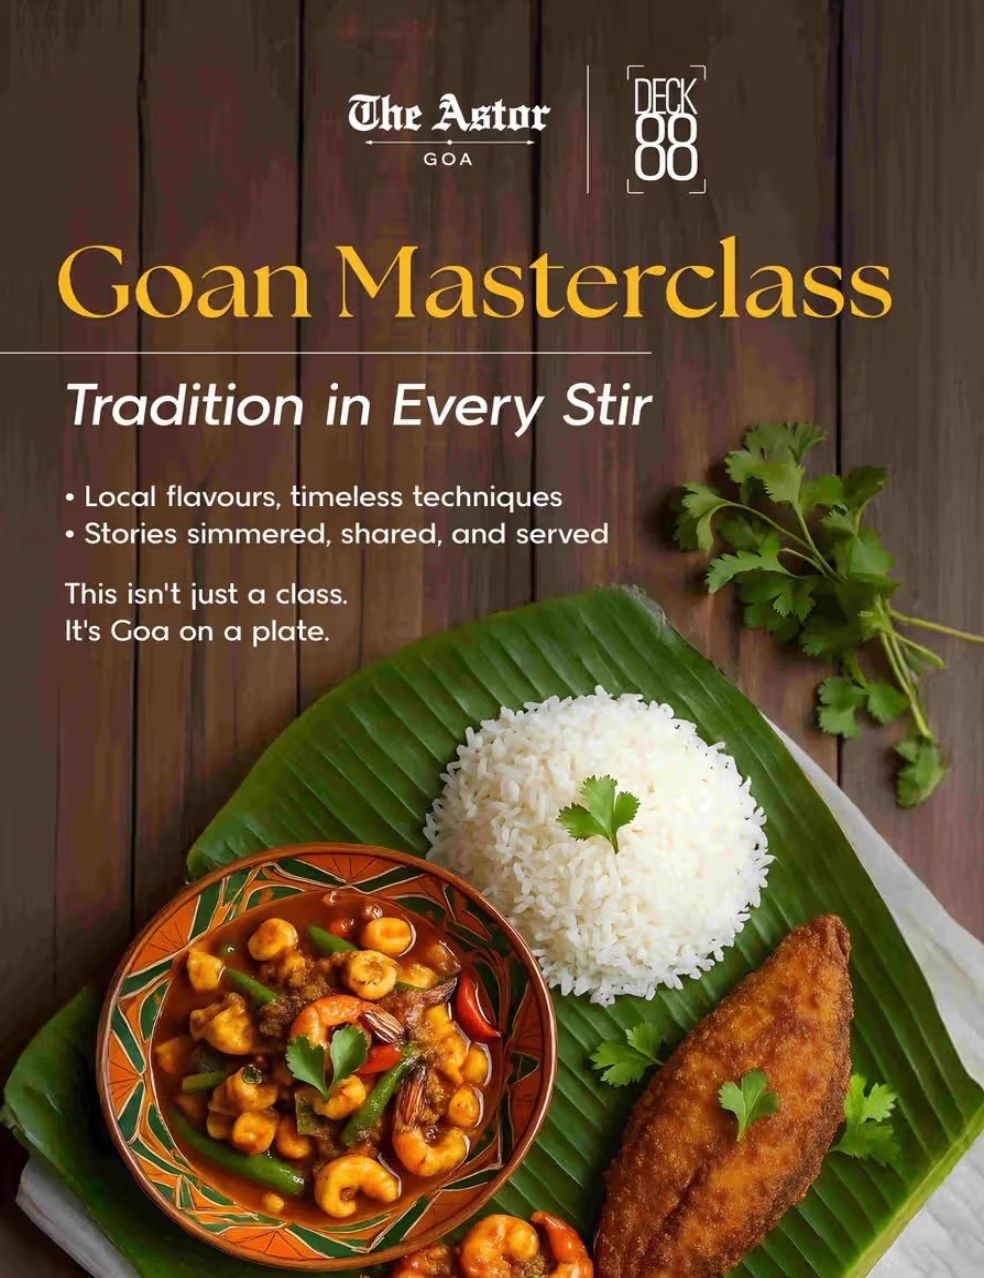 The Astor
GOA
DECK
88
Goan Masterclass
Tradition in Every Stir
• Local flavours, timeless techniques
• Stories simmered, shared, and served
This isn't just a class.
It's Goa on a plate.